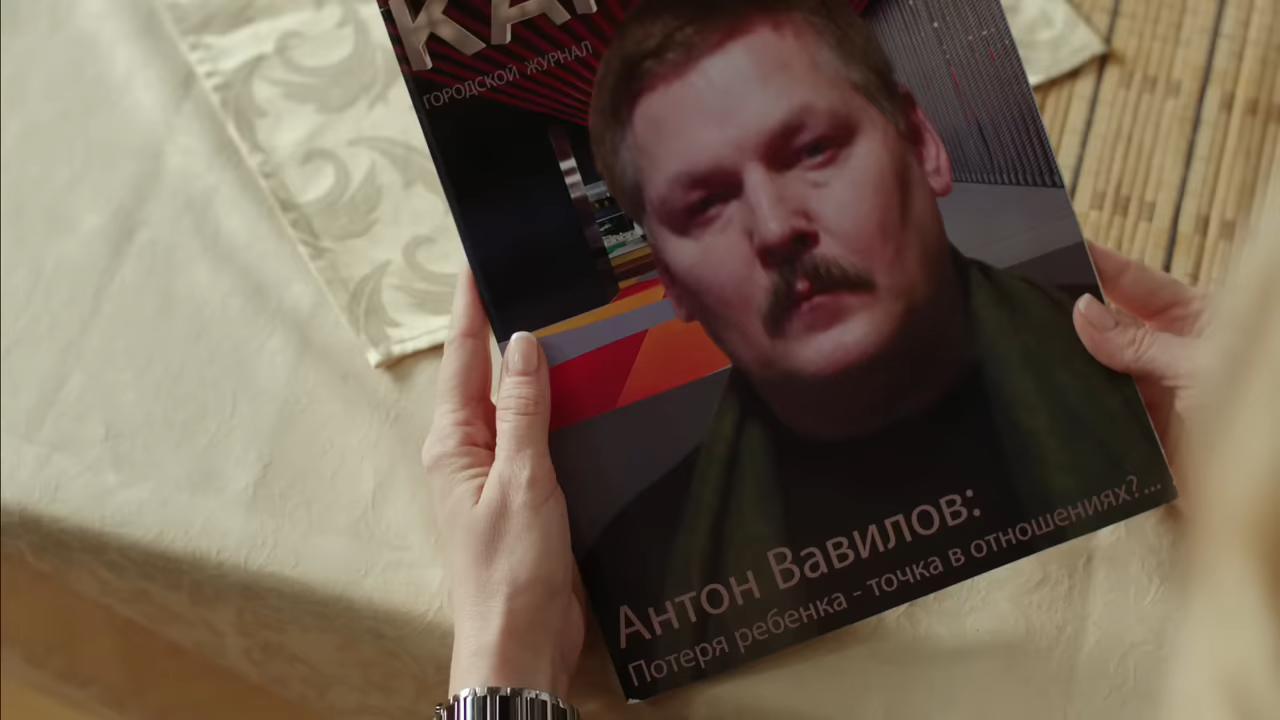 ГОРОДСКОЙ ЖУРНАЛ
Антон Вавилов:
Потеря ребенка - точка в отношениях?...